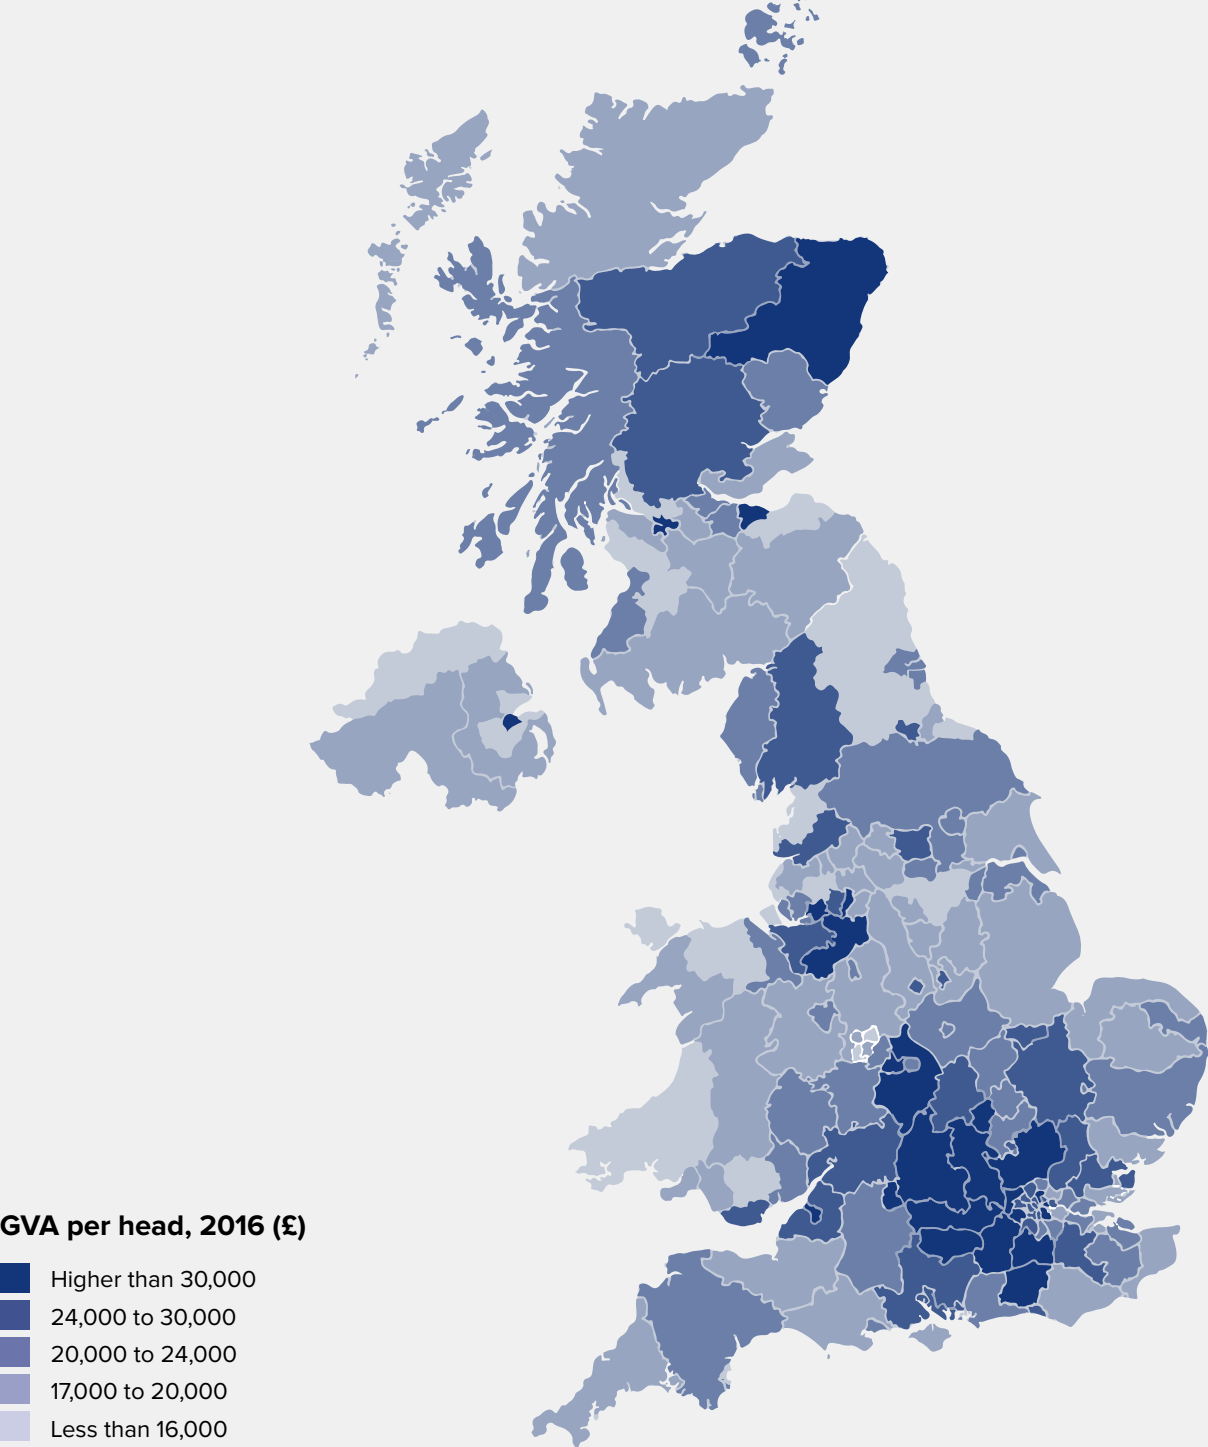 GVA per head, 2016 (£)
Higher than 30,000
24,000 to 30,000
20,000 to 24,000
17,000 to 20,000
Less than 16,000